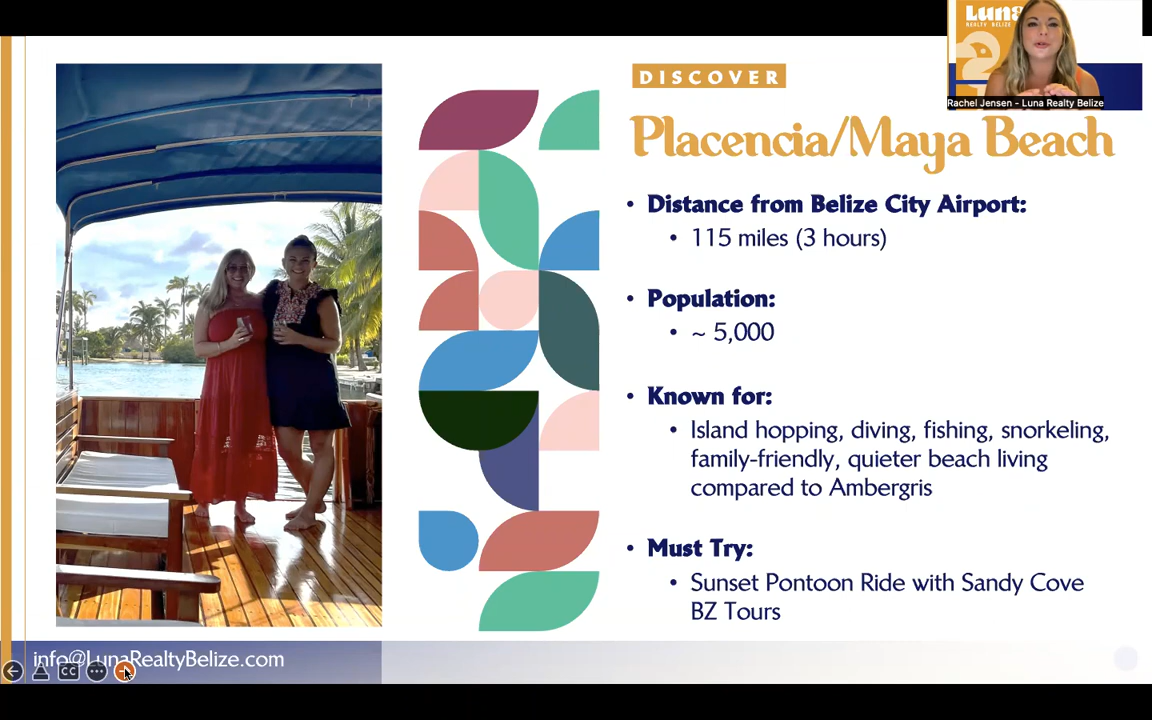 DISCOVER
Luna
REALTY BELIZE
Rachel Jensen - Luna Realty Belize
Placencia/Maya Beach
• Distance from Belize City Airport:
• 115 miles (3 hours)
• Population:
• ~ 5,000
• Known for:
• Island hopping, diving, fishing, snorkeling,
family-friendly, quieter beach living
compared to Ambergris
• Must Try:
• Sunset Pontoon Ride with Sandy Cove
BZ Tours
info@LunaRealtyBelize.com
CC